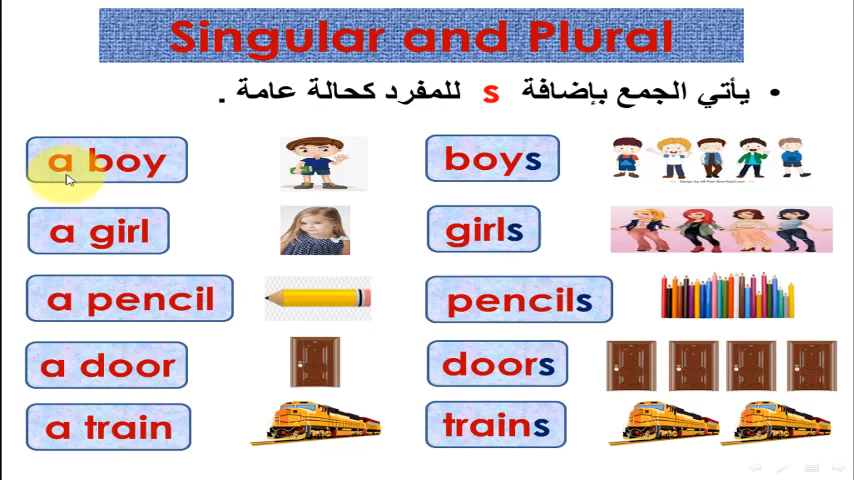 Singular and Plural
• يأتي الجمع بإضافة s للمفرد كحالة عامة .
a boy
boys
a girl
girls
a pencil
pencils
a door
doors
a train
trains